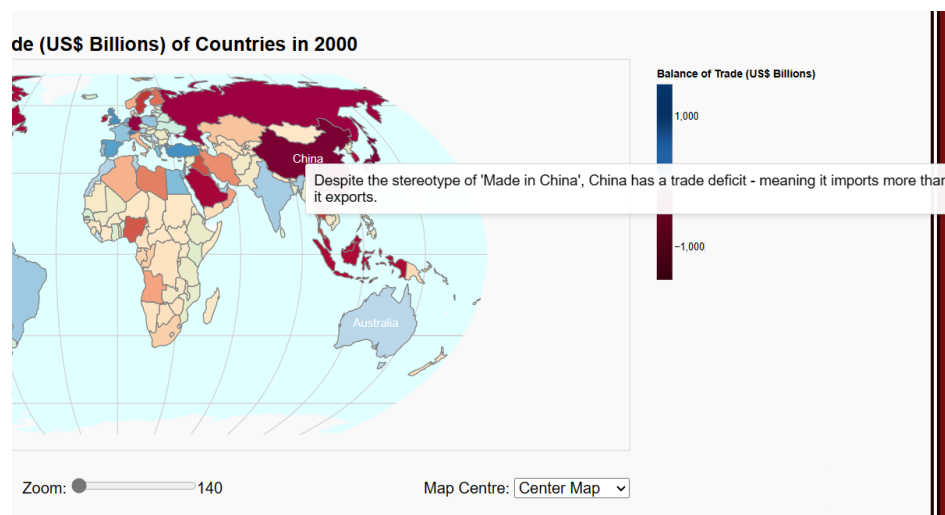 de (US$ Billions) of Countries in 2000
Balance of Trade (US$ Billions)
1,000
China
Despite the stereotype of 'Made in China', China has a trade deficit - meaning it imports more than
it exports.
−1,000
Australia
Zoom: 140
Map Centre: Center Map